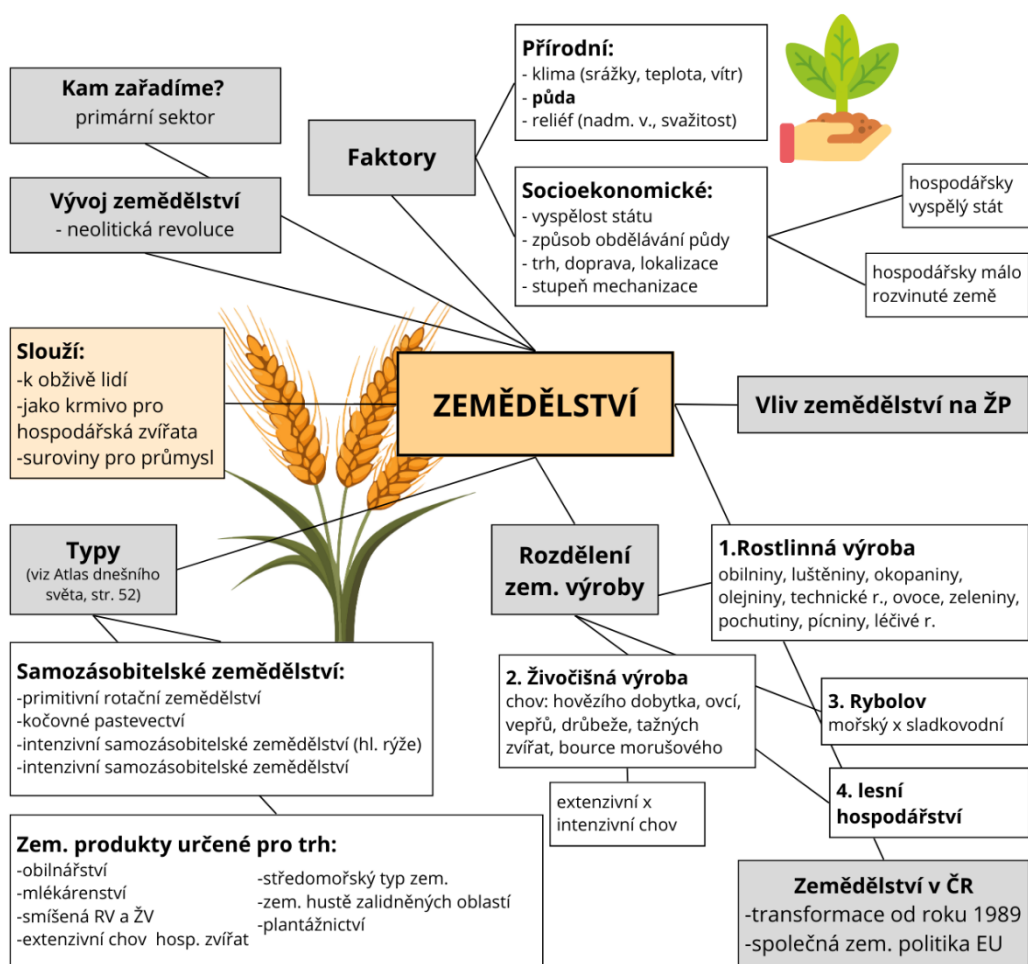 Kam zařadíme?
primární sektor
Vývoj zemědělství
- neolitická revoluce
Faktory
Přírodní:
- klima (srážky, teplota, vítr)
- půda
- reliéf (nadm. v., svažitost)
Socioekonomické:
- vyspělost státu
- způsob obdělávání půdy
- trh, doprava, lokalizace
- stupeň mechanizace
hospodářsky
vyspělý stát
hospodářsky málo
rozvinuté země
Slouží:
-k obživě lidí
-jako krmivo pro
hospodářská zvířata
-suroviny pro průmysl
ZEMĚDĚLSTVÍ
Vliv zemědělství na ŽP
Typy
(viz Atlas dnešního
světa, str. 52)
Rozdělení
zem. výroby
1.Rostlinná výroba
obilniny, luštěniny, okopaniny,
olejniny, technické r., ovoce, zeleniny,
pochutiny, pícniny, léčivé r.
Samozásobitelské zemědělství:
-primitivní rotační zemědělství
-kočovné pastevectví
-intenzivní samozásobitelské zemědělství (hl. rýže)
-intenzivní samozásobitelské zemědělství
2. Živočišná výroba
chov: hovězího dobytka, ovcí,
vepřů, drůbeže, tažných
zvířat, bource morušového
3. Rybolov
mořský x sladkovodní
extenzivní x
intenzivní chov
4. lesní
hospodářství
Zem. produkty určené pro trh:
-obilnářství
-mlékárenství
-smíšená RV a ŽV
-extenzivní chov hosp. zvířat
-středomořský typ zem.
-zem. hustě zalidněných oblastí
-plantážnictví
Zemědělství v ČR
-transformace od roku 1989
-společná zem. politika EU